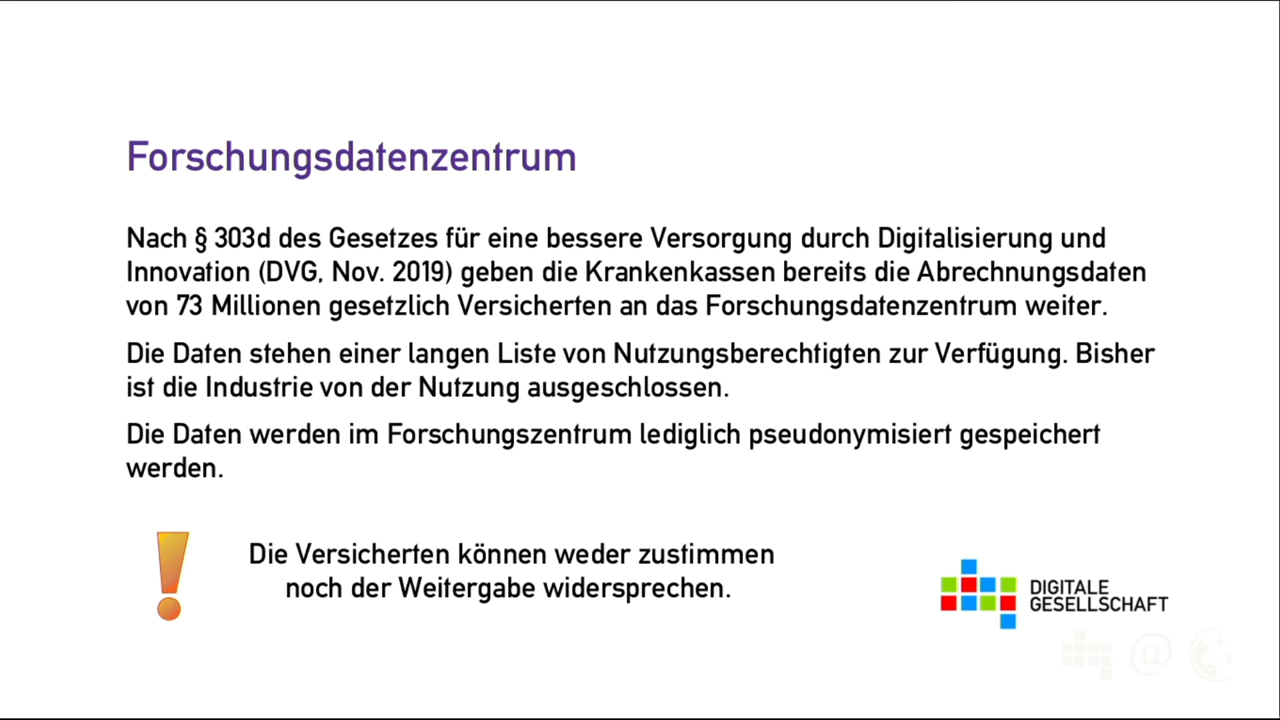 Forschungsdatenzentrum
Nach § 303d des Gesetzes für eine bessere Versorgung durch Digitalisierung und
Innovation (DVG, Nov. 2019) geben die Krankenkassen bereits die Abrechnungsdaten
von 73 Millionen gesetzlich Versicherten an das Forschungsdatenzentrum weiter.
Die Daten stehen einer langen Liste von Nutzungsberechtigten zur Verfügung. Bisher
ist die Industrie von der Nutzung ausgeschlossen.
Die Daten werden im Forschungszentrum lediglich pseudonymisiert gespeichert
werden.
!
Die Versicherten können weder zustimmen
noch der Weitergabe widersprechen.
DIGITALE
GESELLSCHAFT
@